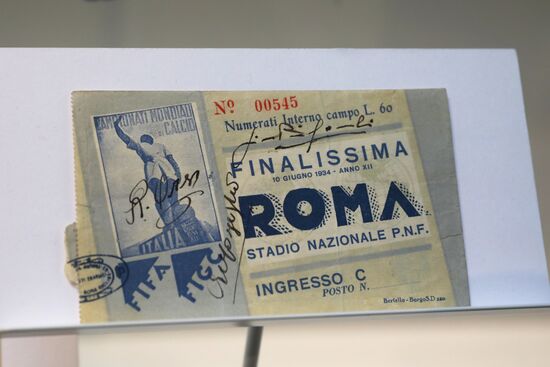 Nº 00545
Numerati Interno campo L. 60
CAMPIONATI MONDIALI
DI CALCIO
ITALIA
FIFA
FIGC
FINALISSIMA
10 GIUGNO 1934 - ANNO XII
ROMA
STADIO NAZIONALE P.N.F.
INGRESSO C
POSTO N.